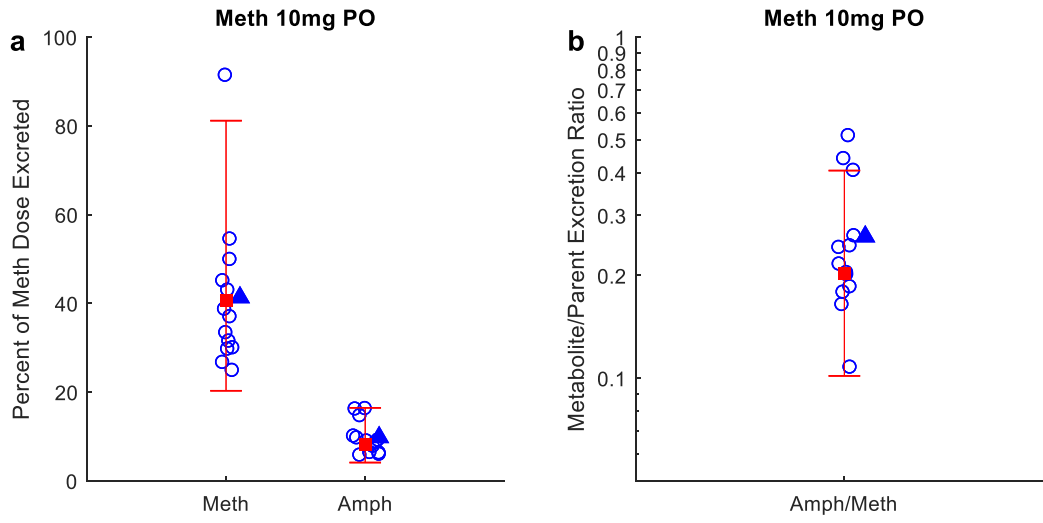 a
Meth 10mg PO
Percent of Meth Dose Excreted
100
80
60
40
20
0
Meth
Amph
b
Meth 10mg PO
Metabolite/Parent Excretion Ratio
1
0.9
0.8
0.7
0.6
0.5
0.4
0.3
0.2
0.1
Amph/Meth